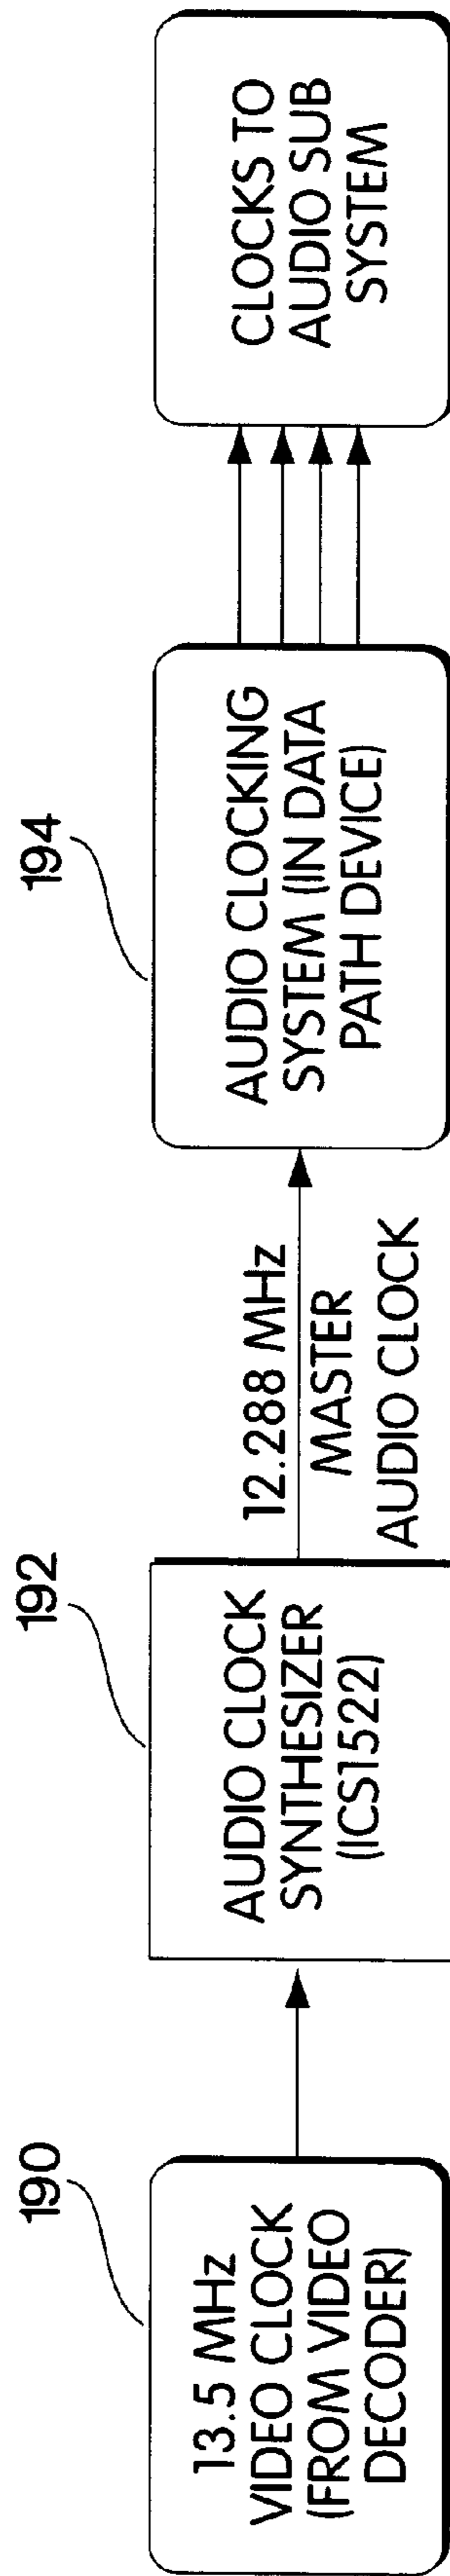 190
13.5 MHz
VIDEO CLOCK
(FROM VIDEO
DECODER)
192
AUDIO CLOCK
SYNTHESIZER
(ICS1522)
12.288 MHz
MASTER
AUDIO CLOCK
194
AUDIO CLOCKING
SYSTEM (IN DATA
PATH DEVICE)
CLOCKS TO
AUDIO SUB
SYSTEM